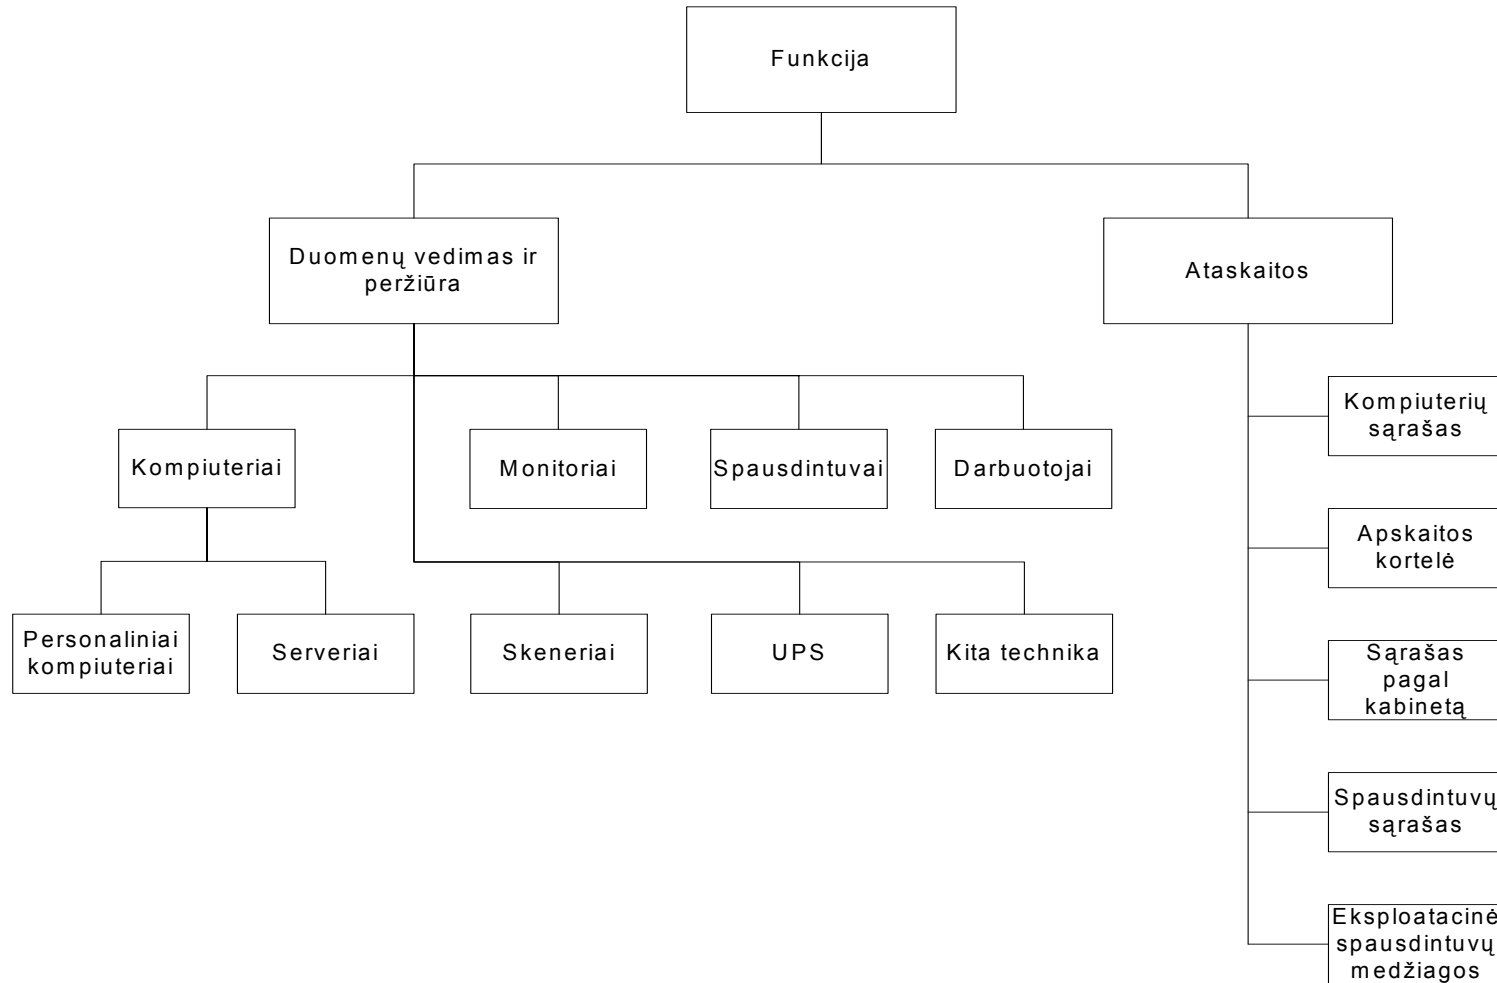 Funkcija
Duomenų vedimas ir
peržiūra
Ataskaitos
Kompiuteriai
Monitoriai
Spausdintuvai
Darbuotojai
Personaliniai
kompiuteriai
Serveriai
Skeneriai
UPS
Kita technika
Kompiuterių
sąrašas
Apskaitos
kortelė
Sąrašas
pagal
kabinetą
Spausdintuvų
sąrašas
Eksploatacinė
spausdintuvų
medžiagos